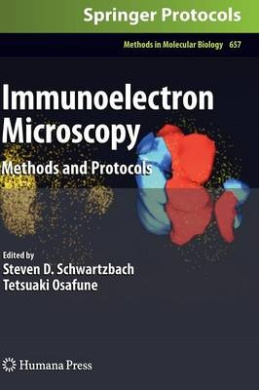 Springer Protocols
Methods in Molecular Biology 657
Immunoelectron
Microscopy
Methods and Protocols
Edited by
Steven D. Schwartzbach
Tetsuaki Osafune
Humana Press